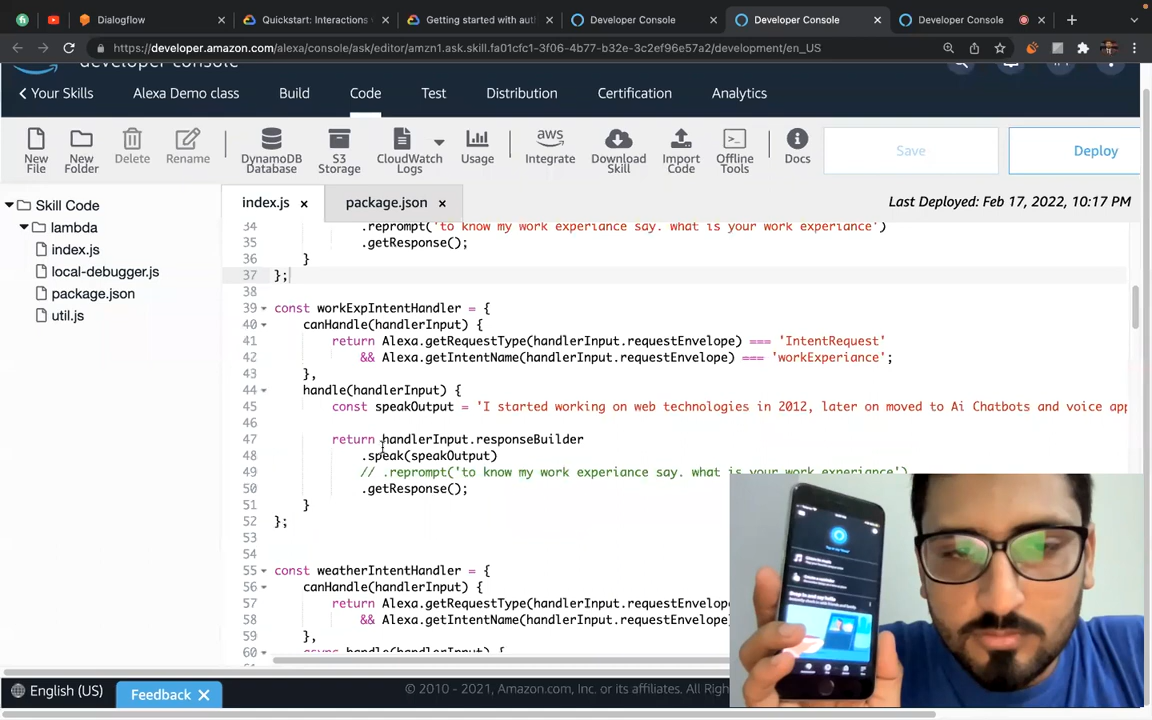 Dialogflow
Quickstart: Interactions
Getting started with aut
Developer Console
Developer Console
Developer Console
https://developer.amazon.com/alexa/console/ask/editor/amzn1.ask.skill.fa01cfc1-3f06-4b77-b32e-3c2ef96e57a2/development/en_US
developer console
Your Skills
Alexa Demo class
Build
Code
Test
Distribution
Certification
Analytics
New File
New Folder
Delete
Rename
DynamoDB Database
S3 Storage
CloudWatch Logs
Usage
aws
Integrate
Download Skill
Import Code
Offline Tools
Docs
Save
Deploy
Skill Code
lambda
index.js
local-debugger.js
package.json
util.js
index.js
package.json
Last Deployed: Feb 17, 2022, 10:17 PM
34 .reprompt('to know my work experiance say. what is your work experiance')
35 .getResponse();
36 }
37 };
38
39 const workExpIntentHandler = {
40 canHandle(handlerInput) {
41 return Alexa.getRequestType(handlerInput.requestEnvelope) === 'IntentRequest'
42 && Alexa.getIntentName(handlerInput.requestEnvelope) === 'workExperiance';
43 },
44 handle(handlerInput) {
45 const speakOutput = 'I started working on web technologies in 2012, later on moved to Ai Chatbots and voice app
46
47 return handlerInput.responseBuilder
48 .speak(speakOutput)
49 // .reprompt('to know my work experiance say. what is your work experiance')
50 .getResponse();
51 }
52 };
53
54
55 const weatherIntentHandler = {
56 canHandle(handlerInput) {
57 return Alexa.getRequestType(handlerInput.requestEnvelope
58 && Alexa.getIntentName(handlerInput.requestEnvelope)
59 },
60 async handle(handlerInput) {
English (US)
Feedback
© 2010 - 2021, Amazon.com, Inc. or its affiliates. All Rig